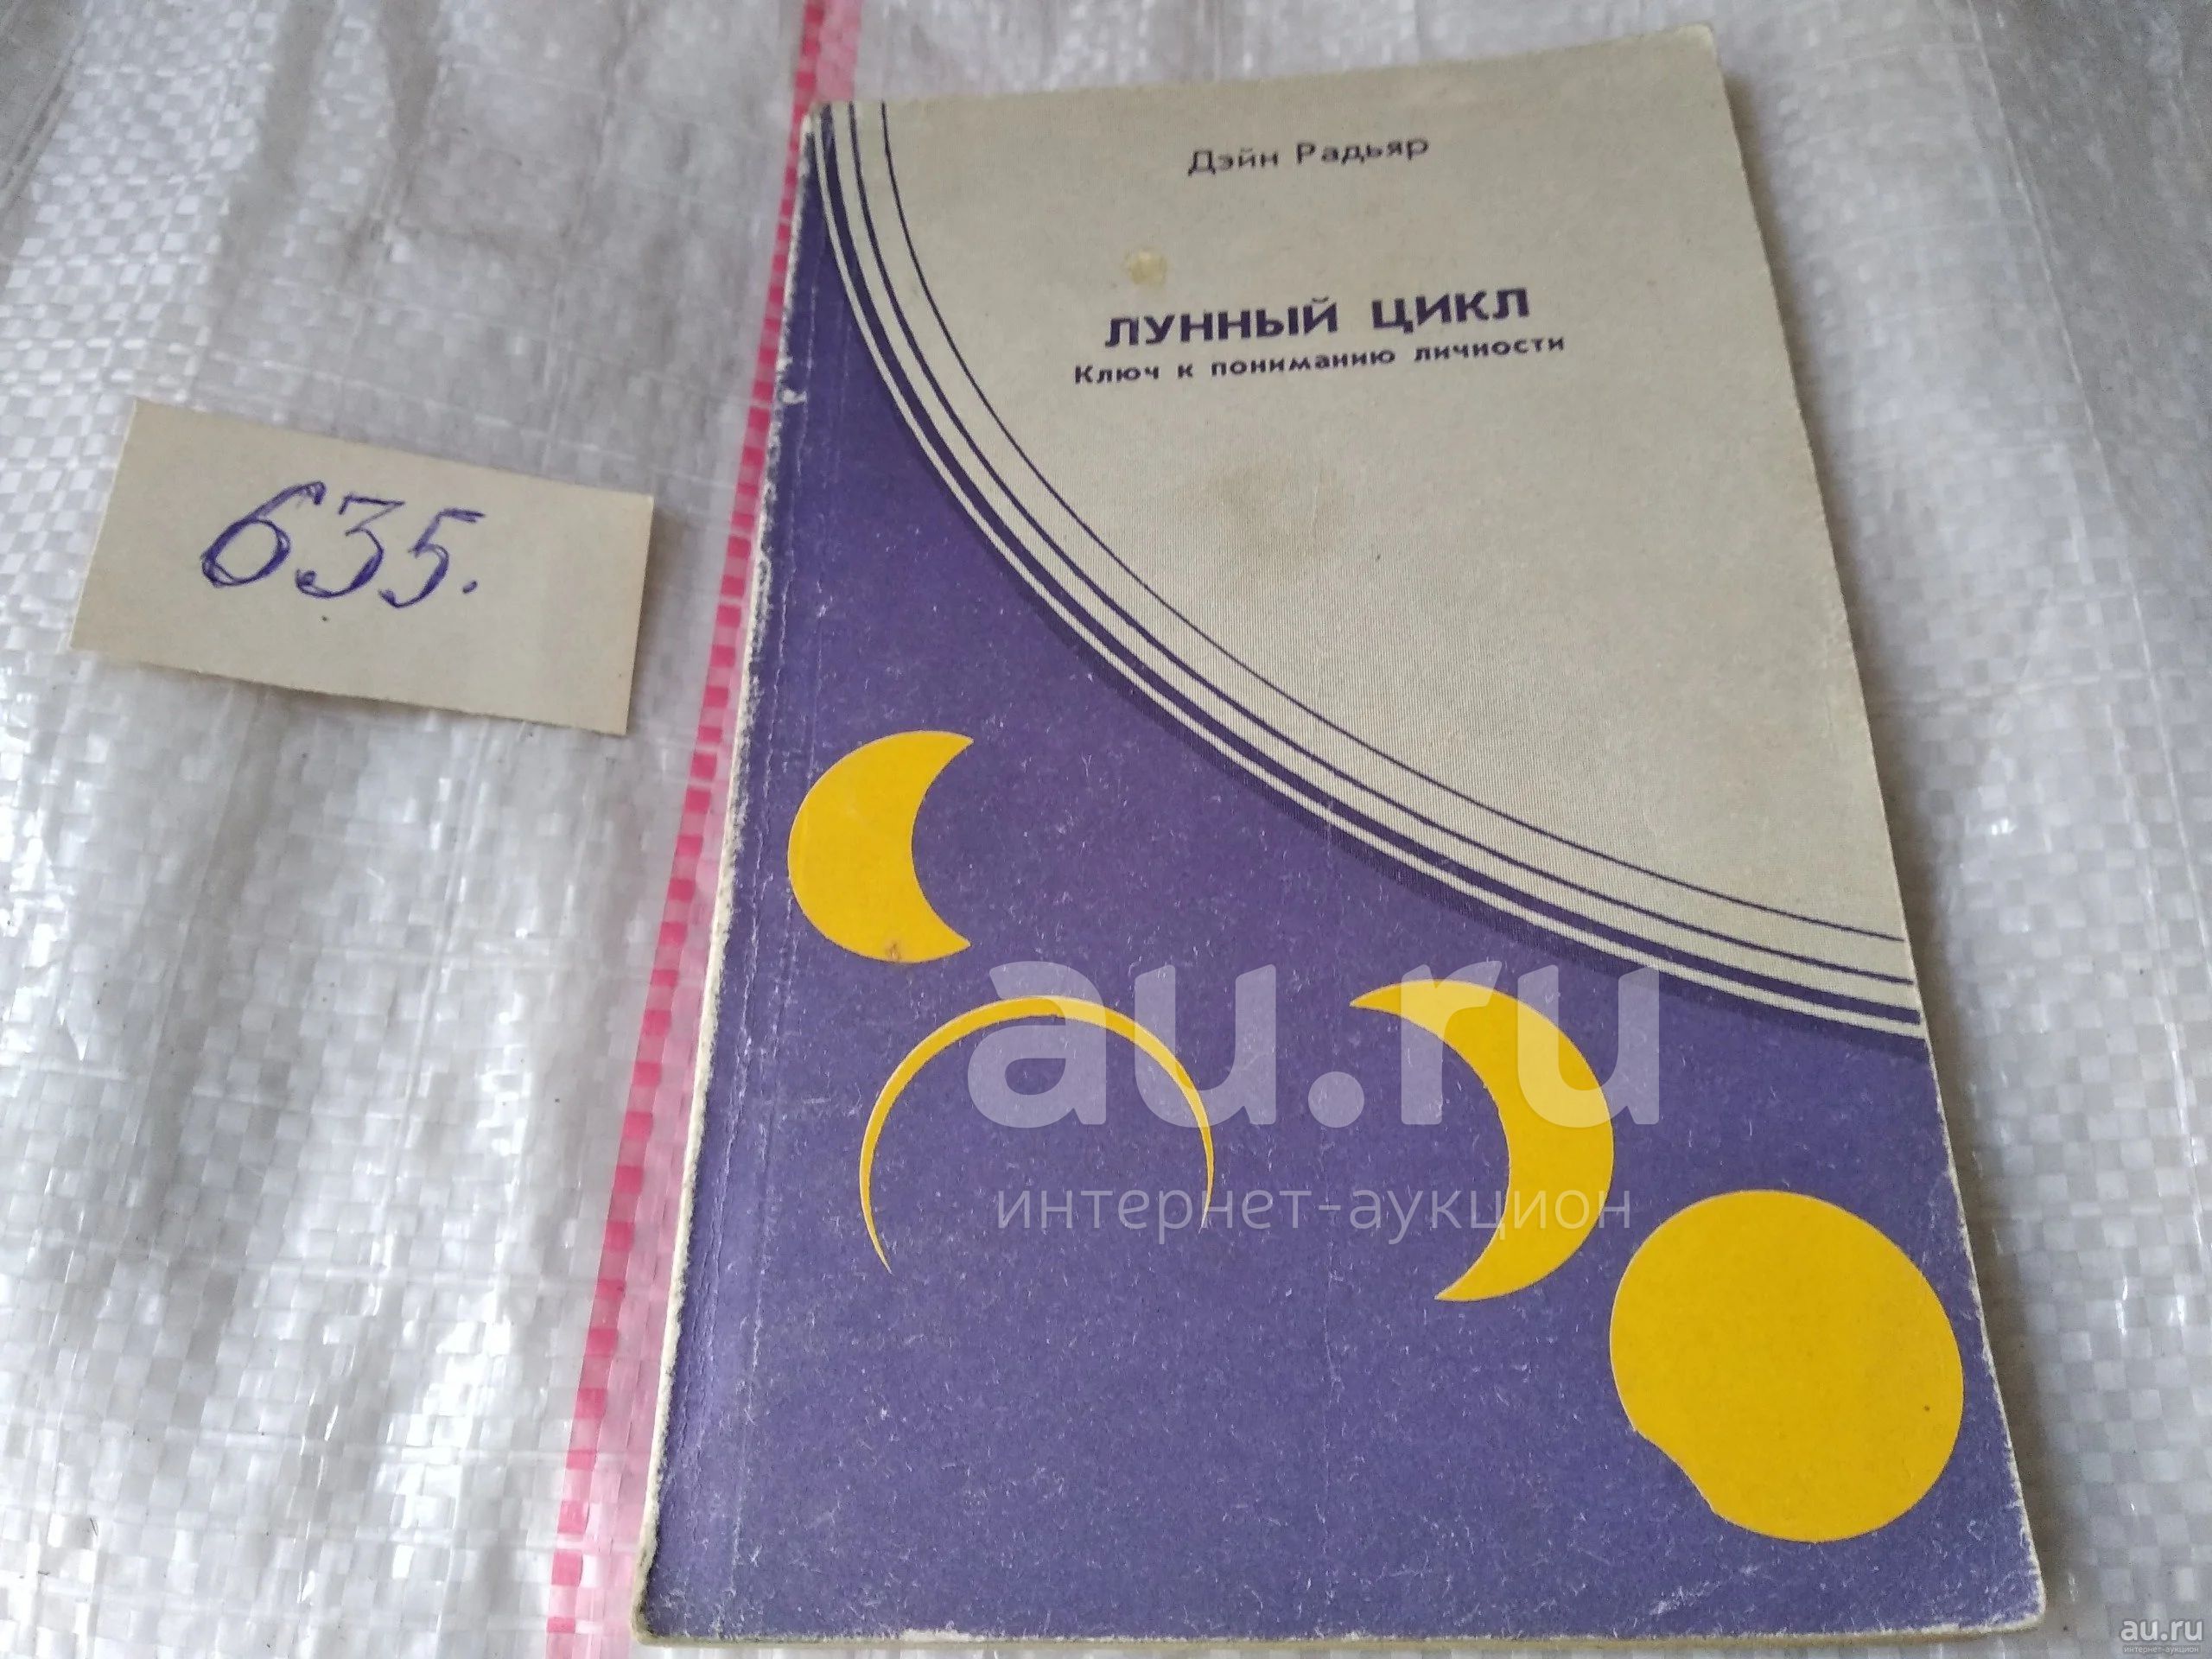 Дэйн Радьяр
ЛУННЫЙ ЦИКЛ
Ключ к пониманию личности
635.
au.ru
интернет-аукцион
au.ru
интернет-аукцион